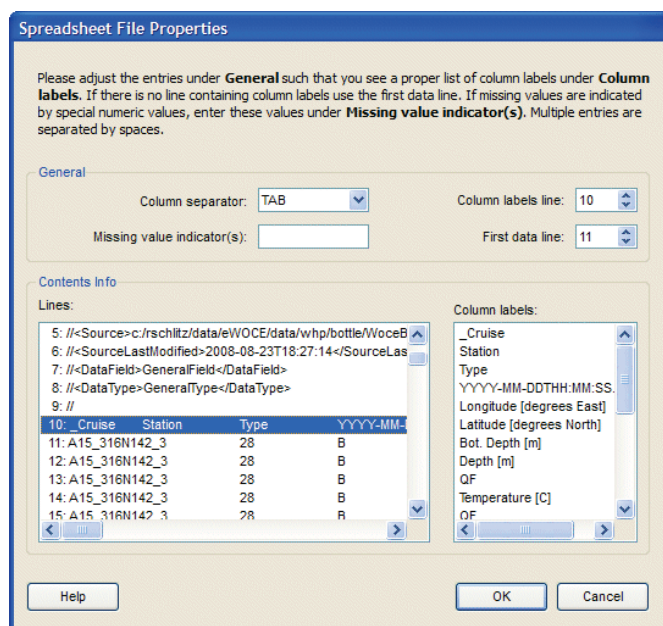 Spreadsheet File Properties
Please adjust the entries under General such that you see a proper list of column labels under Column
labels. If there is no line containing column labels use the first data line. If missing values are indicated
by special numeric values, enter these values under Missing value indicator(s). Multiple entries are
separated by spaces.
General
Column separator: TAB
Column labels line: 10
Missing value indicator(s):
First data line: 11
Contents Info
Lines:
5: //<Source>c:/rschlitz/data/eWOCE/data/whp/bottle/WoceB
6: //<SourceLastModified>2008-08-23T18:27:14</SourceLas
7: //<DataField>GeneralField</DataField>
8: //<DataType>GeneralType</DataType>
9: //
10: _Cruise Station Type YYYY-MM-
11: A15_316N142_3 28 B
12: A15_316N142_3 28 B
13: A15_316N142_3 28 B
14: A15_316N142_3 28 B
15: A15_316N142_3 28 B
Column labels:
_Cruise
Station
Type
YYYY-MM-DDTHH:MM:SS.
Longitude [degrees East]
Latitude [degrees North]
Bot. Depth [m]
Depth [m]
QF
Temperature [C]
QF
Help
OK
Cancel